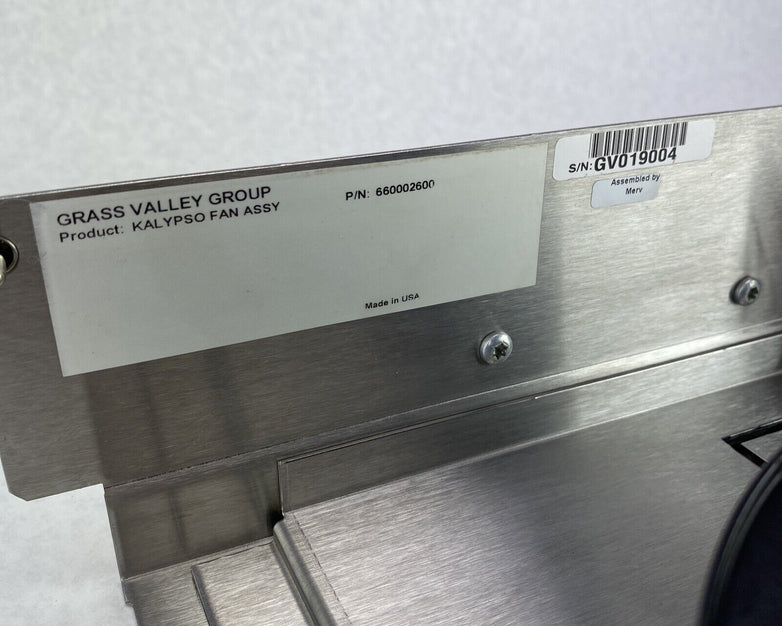 GRASS VALLEY GROUP
Product: KALYPSO FAN ASSY
P/N: 660002600
Made in USA
S/N: GV019004
Assembled by
Merv